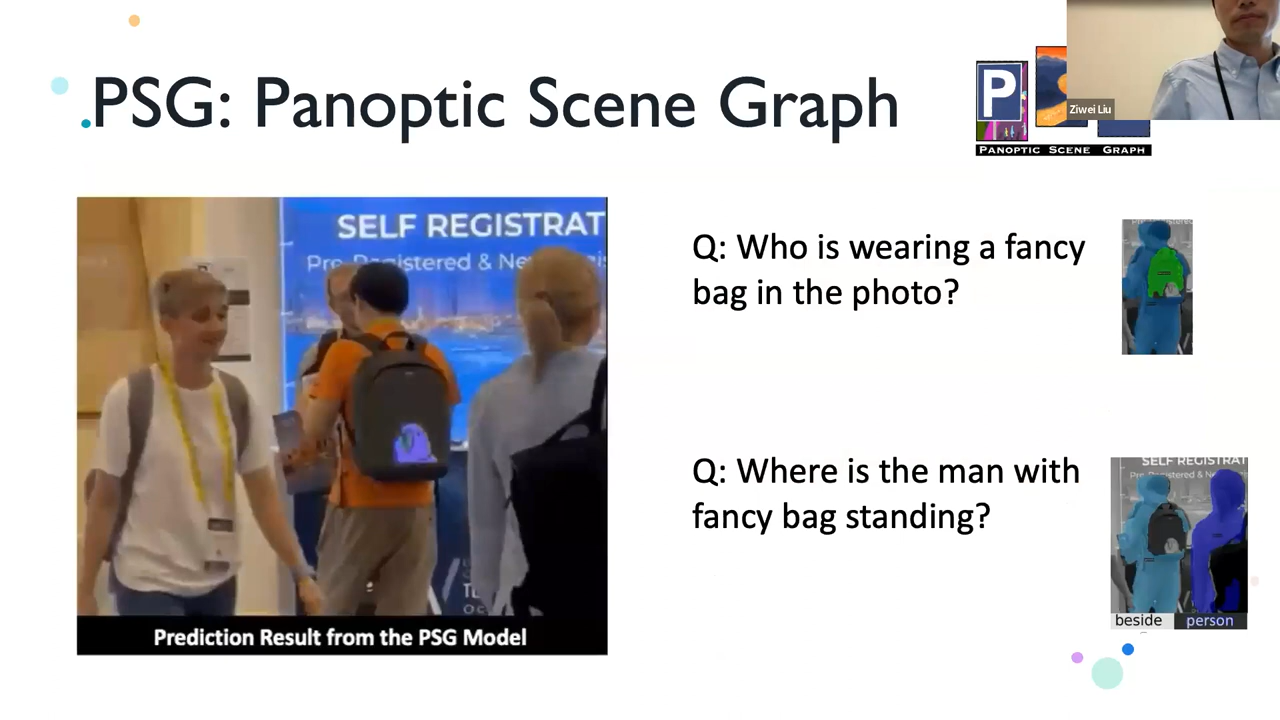 PSG: Panoptic Scene Graph
P
PANOPTIC SCENE GRAPH
Ziwei Liu
SELF REGISTRAT
Pre-Registered & Ne
Prediction Result from the PSG Model
Q: Who is wearing a fancy
bag in the photo?
Q: Where is the man with
fancy bag standing?
SELF REGISTRAT
beside person